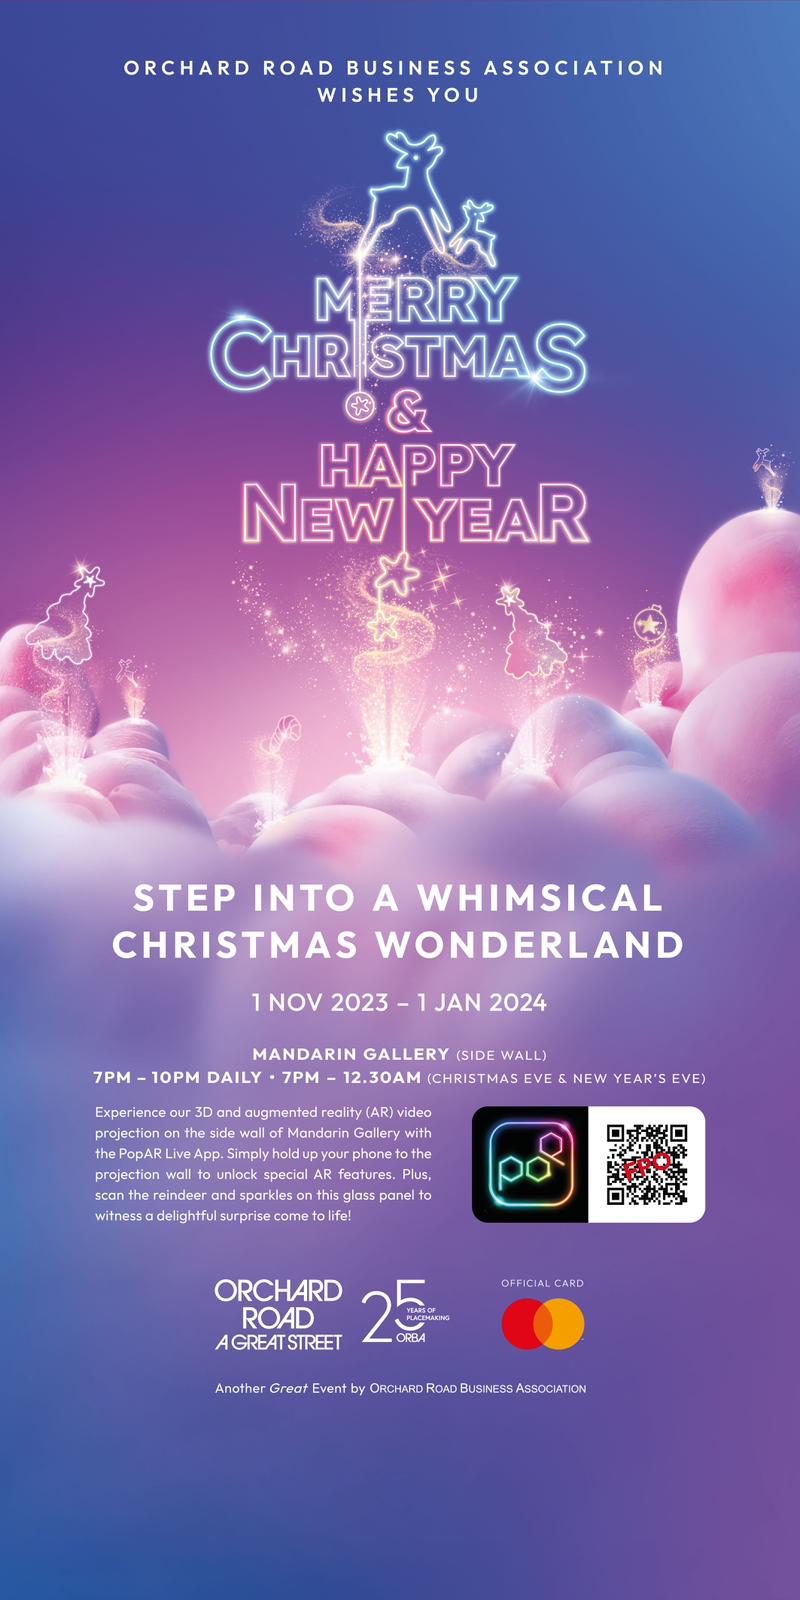 ORCHARD ROAD BUSINESS ASSOCIATION
WISHES YOU
MERRY
CHRISTMAS
&
HAPPY
NEW YEAR
STEP INTO A WHIMSICAL
CHRISTMAS WONDERLAND
1 NOV 2023 – 1 JAN 2024
MANDARIN GALLERY (SIDE WALL)
7PM – 10PM DAILY • 7PM – 12.30AM (CHRISTMAS EVE & NEW YEAR'S EVE)
Experience our 3D and augmented reality (AR) video
projection on the side wall of Mandarin Gallery with
the PopAR Live App. Simply hold up your phone to the
projection wall to unlock special AR features. Plus,
scan the reindeer and sparkles on this glass panel to
witness a delightful surprise come to life!
pop
FPO
ORCHARD
ROAD
A GREAT STREET
25
YEARS OF
PLACEMAKING
ORBA
OFFICIAL CARD
Another Great Event by ORCHARD ROAD BUSINESS ASSOCIATION